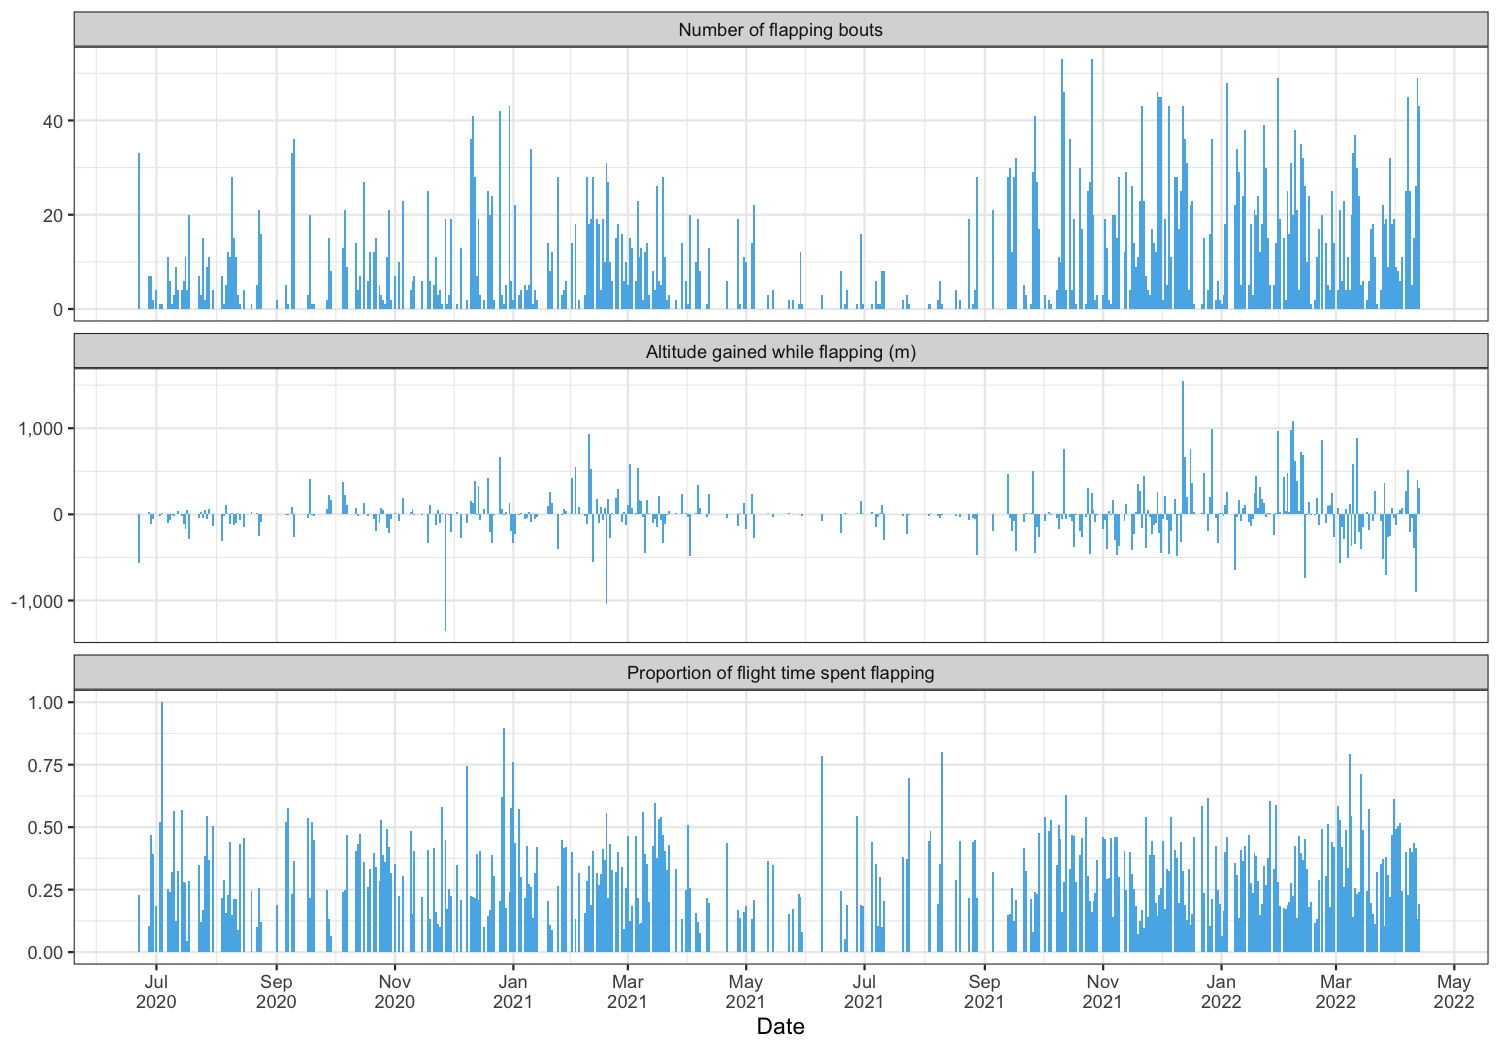 Number of flapping bouts
40
20
0
Altitude gained while flapping (m)
1,000
0
-1,000
Proportion of flight time spent flapping
1.00
0.75
0.50
0.25
0.00
Jul Sep Nov Jan Mar May Jul Sep Nov Jan Mar May
2020 2020 2020 2021 2021 2021 2021 2021 2021 2022 2022 2022
Date